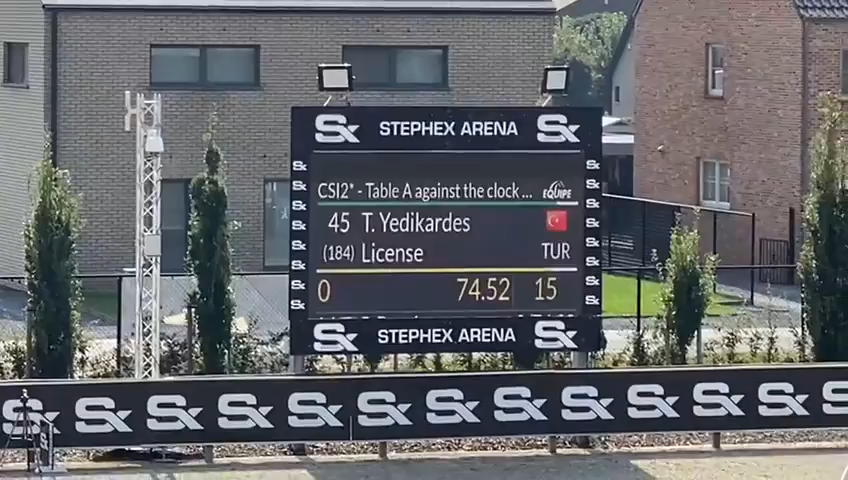 Sx STEPHEX ARENA Sx
CSI2* - Table A against the clock ... EQUIPE
45 T. Yedikardes
(184) License TUR
0 74.52 15
Sx STEPHEX ARENA Sx
Sx Sx Sx Sx Sx Sx Sx Sx Sx Sx Sx Sx Sx